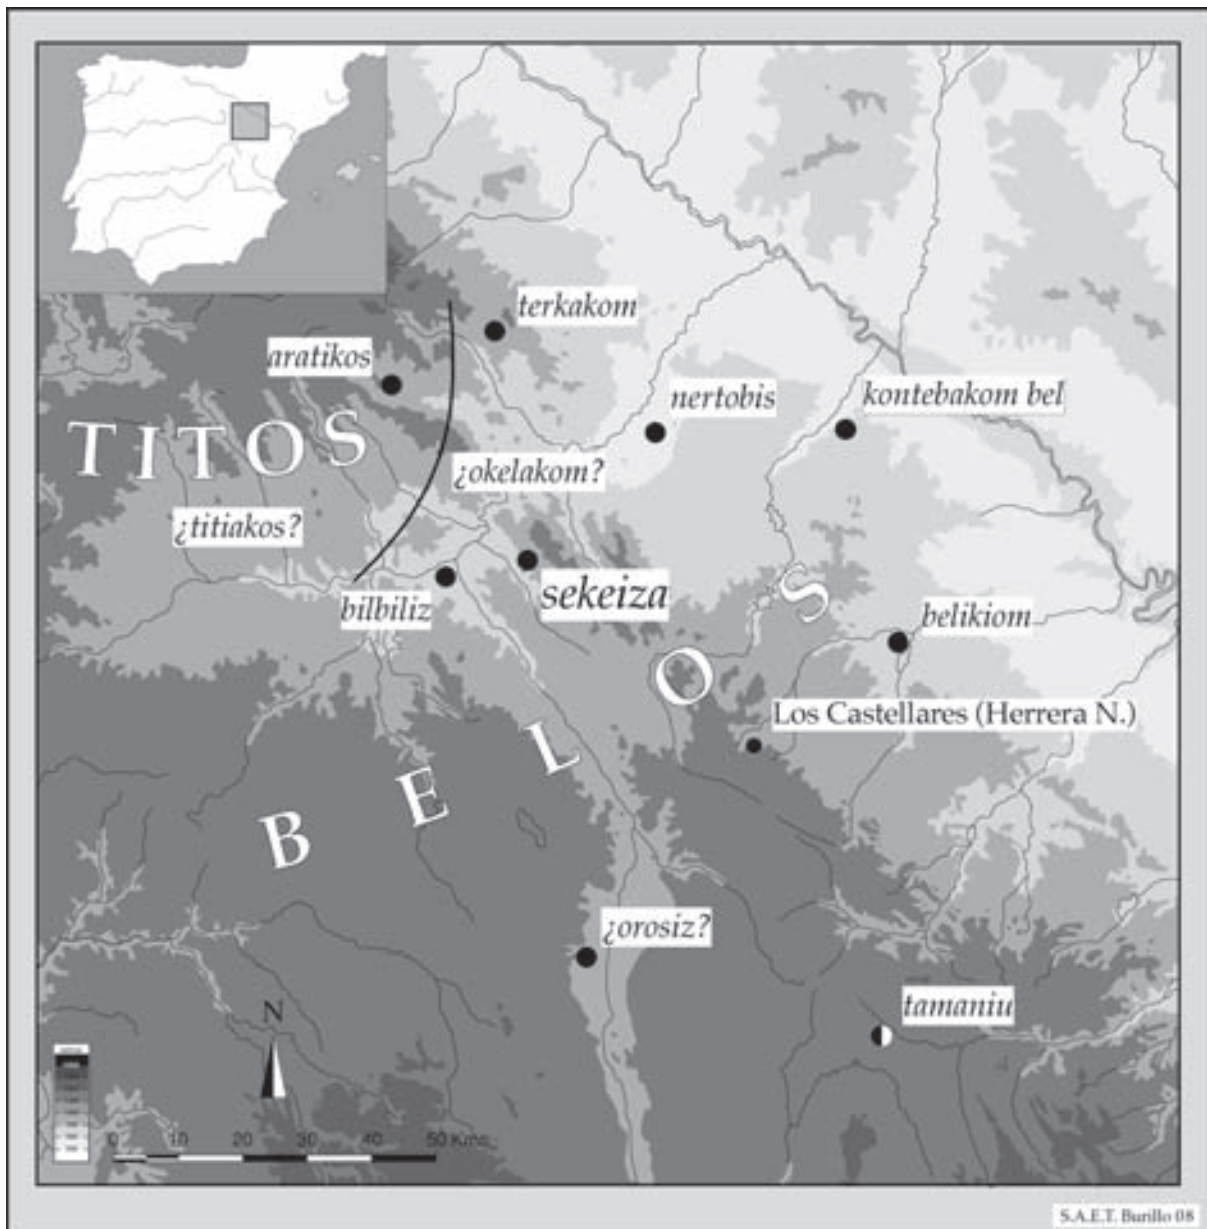 terkakom
aratikos
nertobis
kontebakom bel
TITOS
¿okelakom?
¿titiakos?
sekeiza
bilbiliz
belikiom
Los Castellares (Herrera N.)
BELOS
¿orosiz?
tamaniu
N
0 10 20 30 40 50 Kms.
S.A.E.T. Burillo 08